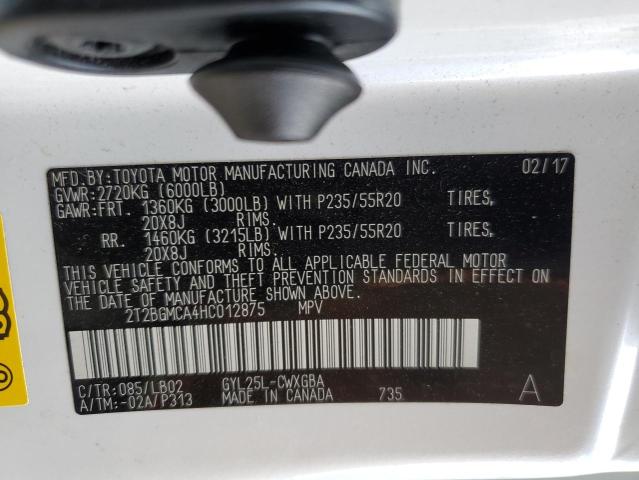 MFD.BY:TOYOTA MOTOR MANUFACTURING CANADA INC. 02/17
GVWR:2720KG (6000LB)
GAWR:FRT. 1360KG (3000LB) WITH P235/55R20 TIRES,
20X8J RIMS.
RR. 1460KG (3215LB) WITH P235/55R20 TIRES,
20X8J RIMS.
THIS VEHICLE CONFORMS TO ALL APPLICABLE FEDERAL MOTOR
VEHICLE SAFETY AND THEFT PREVENTION STANDARDS IN EFFECT ON
THE DATE OF MANUFACTURE SHOWN ABOVE.
2T2BGMCA4HC012875 MPV
C/TR:085/LB02 GYL25L-CWXGBA
A/TM:-02A/P313 MADE IN CANADA 735 A